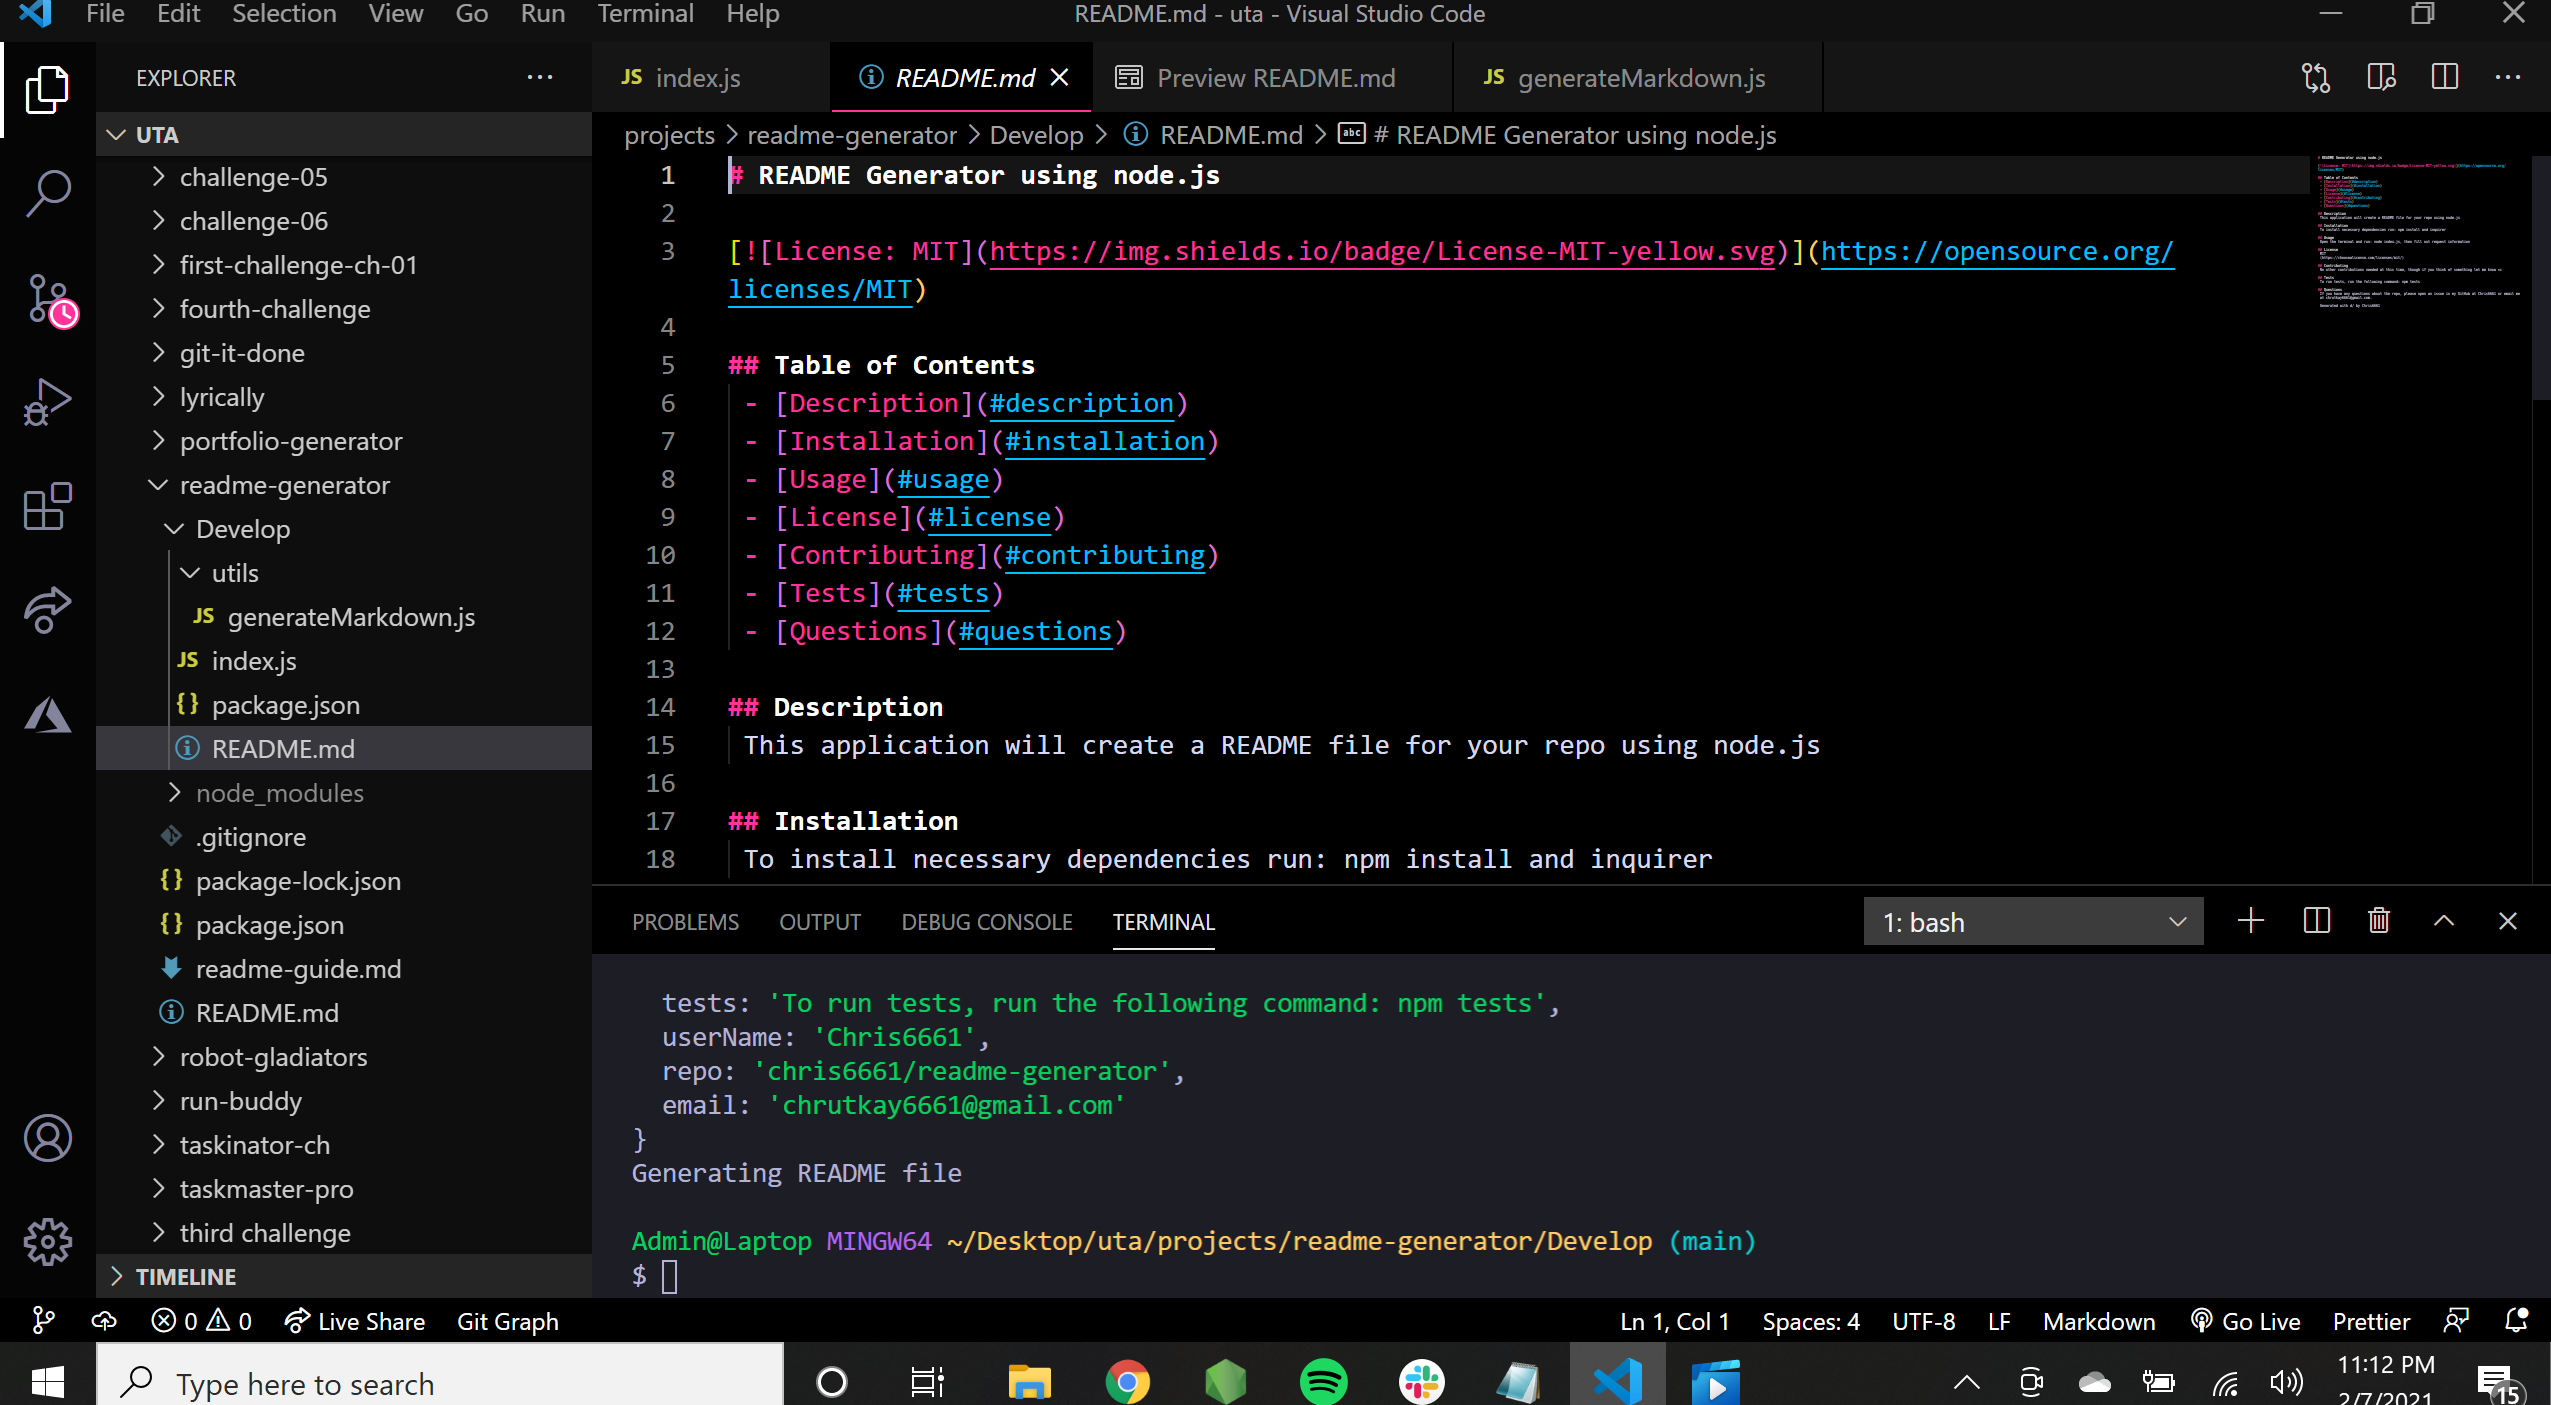 File Edit Selection View Go Run Terminal Help
README.md - uta - Visual Studio Code
EXPLORER
UTA
challenge-05
challenge-06
first-challenge-ch-01
fourth-challenge
git-it-done
lyrically
portfolio-generator
readme-generator
Develop
utils
JS generateMarkdown.js
JS index.js
{} package.json
README.md
node_modules
.gitignore
{} package-lock.json
{} package.json
readme-guide.md
README.md
robot-gladiators
run-buddy
taskinator-ch
taskmaster-pro
third challenge
TIMELINE
JS index.js
README.md
Preview README.md
JS generateMarkdown.js
projects > readme-generator > Develop > README.md > abc # README Generator using node.js
1 # README Generator using node.js
2
3 [![License: MIT](https://img.shields.io/badge/License-MIT-yellow.svg)](https://opensource.org/
licenses/MIT)
4
5 ## Table of Contents
6 - [Description](#description)
7 - [Installation](#installation)
8 - [Usage](#usage)
9 - [License](#license)
10 - [Contributing](#contributing)
11 - [Tests](#tests)
12 - [Questions](#questions)
13
14 ## Description
15 This application will create a README file for your repo using node.js
16
17 ## Installation
18 To install necessary dependencies run: npm install and inquirer
PROBLEMS OUTPUT DEBUG CONSOLE TERMINAL
1: bash
tests: 'To run tests, run the following command: npm tests',
userName: 'Chris6661',
repo: 'chris6661/readme-generator',
email: 'chrutkay6661@gmail.com'
}
Generating README file
Admin@Laptop MINGW64 ~/Desktop/uta/projects/readme-generator/Develop (main)
$
0 0 Live Share Git Graph
Ln 1, Col 1 Spaces: 4 UTF-8 LF Markdown Go Live Prettier
Type here to search
11:12 PM
2/7/2021
15